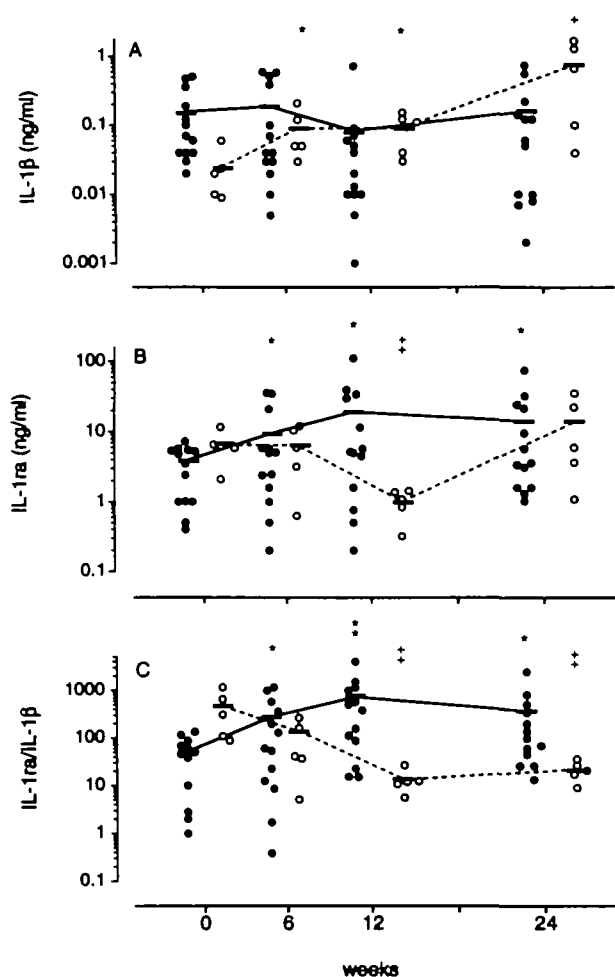 * * +
A
1
0.1
0.01
0.001
IL-1β (ng/ml)
* * + + *
B
100
10
1
0.1
IL-1ra (ng/ml)
* * * + + * + +
C
1000
100
10
1
0.1
IL-1ra/IL-1β
0 6 12 24
weeks